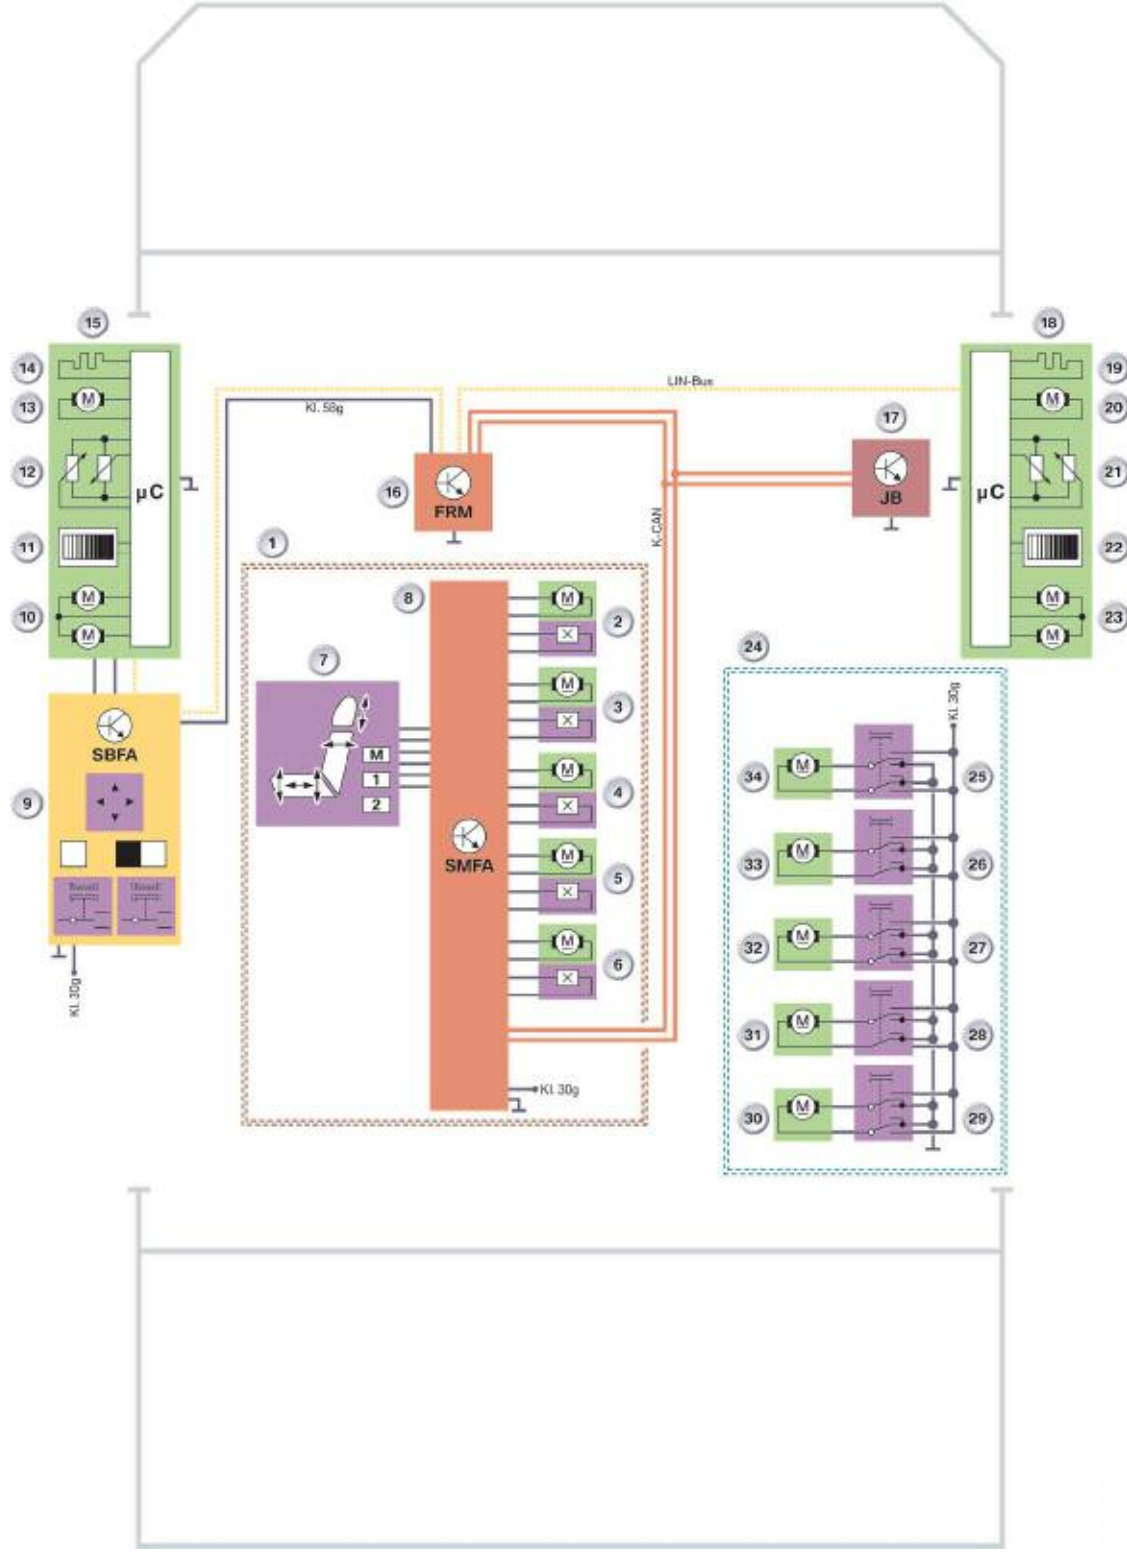 15
18
14
M
13
12
µC
11
M
10
M
LIN-Bus
Kl. 58g
17
JB
16
FRM
K-CAN
19
M
20
21
µC
22
M
23
M
1
8
7
M
1
2
SMFA
M
2
M
3
M
4
M
5
M
6
Kl. 30g
SBFA
9
Kl. 30g
24
Kl. 30g
34
M
25
33
M
26
32
M
27
31
M
28
30
M
29